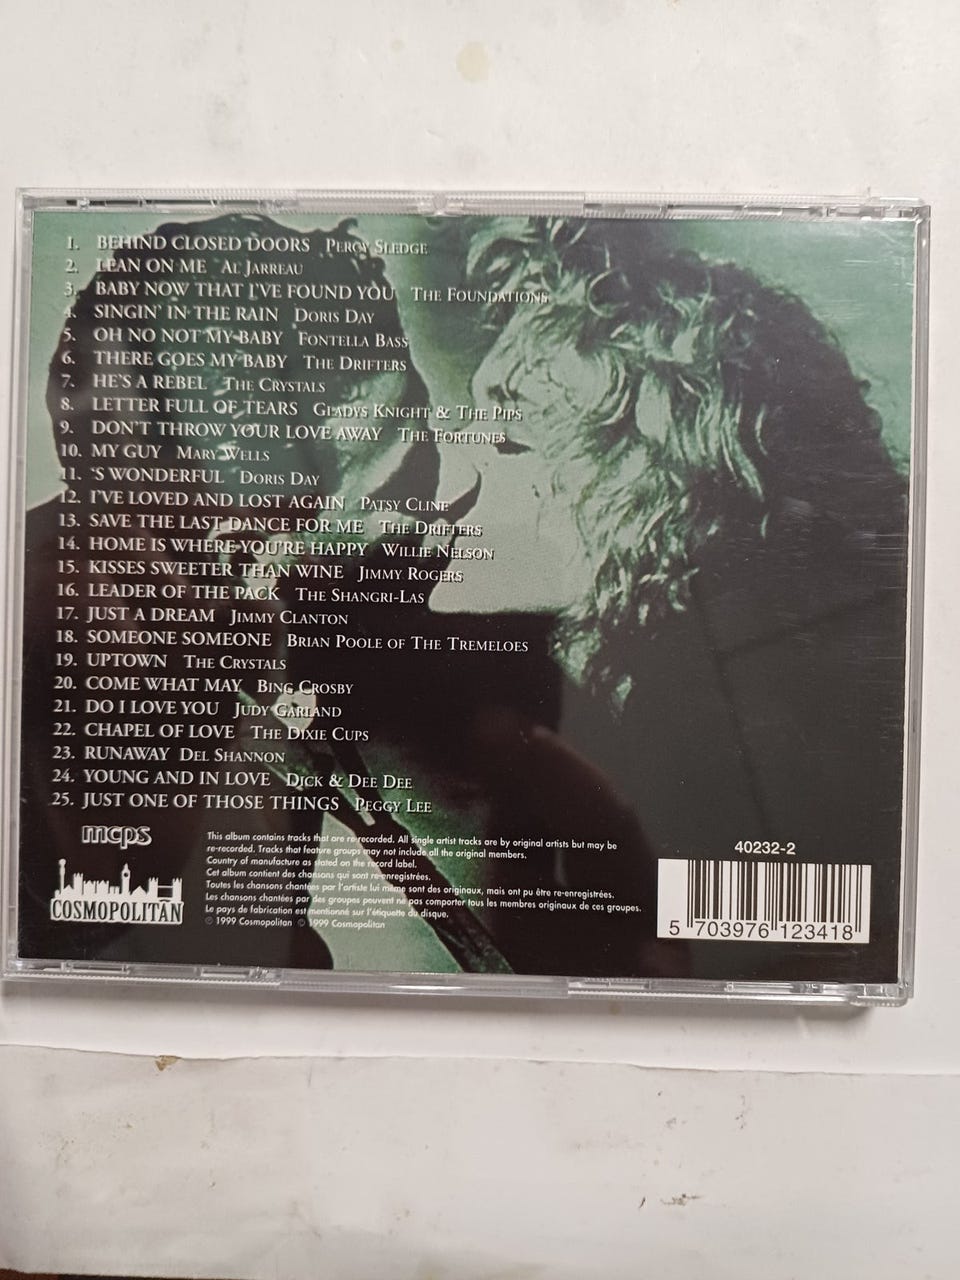 1. BEHIND CLOSED DOORS PERCY SLEDGE
2. LEAN ON ME AL JARREAU
3. BABY NOW THAT I'VE FOUND YOU THE FOUNDATIONS
4. SINGIN' IN THE RAIN DORIS DAY
5. OH NO NOT MY BABY FONTELLA BASS
6. THERE GOES MY BABY THE DRIFTERS
7. HE'S A REBEL THE CRYSTALS
8. LETTER FULL OF TEARS GLADYS KNIGHT & THE PIPS
9. DON'T THROW YOUR LOVE AWAY THE FORTUNES
10. MY GUY MARY WELLS
11. 'S WONDERFUL DORIS DAY
12. I'VE LOVED AND LOST AGAIN PATSY CLINE
13. SAVE THE LAST DANCE FOR ME THE DRIFTERS
14. HOME IS WHERE YOU'RE HAPPY WILLIE NELSON
15. KISSES SWEETER THAN WINE JIMMY ROGERS
16. LEADER OF THE PACK THE SHANGRI-LAS
17. JUST A DREAM JIMMY CLANTON
18. SOMEONE SOMEONE BRIAN POOLE OF THE TREMELOES
19. UPTOWN THE CRYSTALS
20. COME WHAT MAY BING CROSBY
21. DO I LOVE YOU JUDY GARLAND
22. CHAPEL OF LOVE THE DIXIE CUPS
23. RUNAWAY DEL SHANNON
24. YOUNG AND IN LOVE DICK & DEE DEE
25. JUST ONE OF THOSE THINGS PEGGY LEE
mcps
COSMOPOLITAN
This album contains tracks that are re-recorded. All single artist tracks are by original artists but may be
re-recorded. Tracks that feature groups may not include all the original members.
Country of manufacture as stated on the record label.
Cet album contient des chansons qui sont re-enregistrées.
Toutes les chansons chantées par l'artiste lui même sont des originaux, mais ont pu être re-enregistrées.
Les chansons chantées par des groupes peuvent ne pas comporter tous les membres originaux de ces groupes.
Le pays de fabrication est mentionné sur l'étiquette du disque.
℗ 1999 Cosmopolitan © 1999 Cosmopolitan
40232-2
5 703976 123418